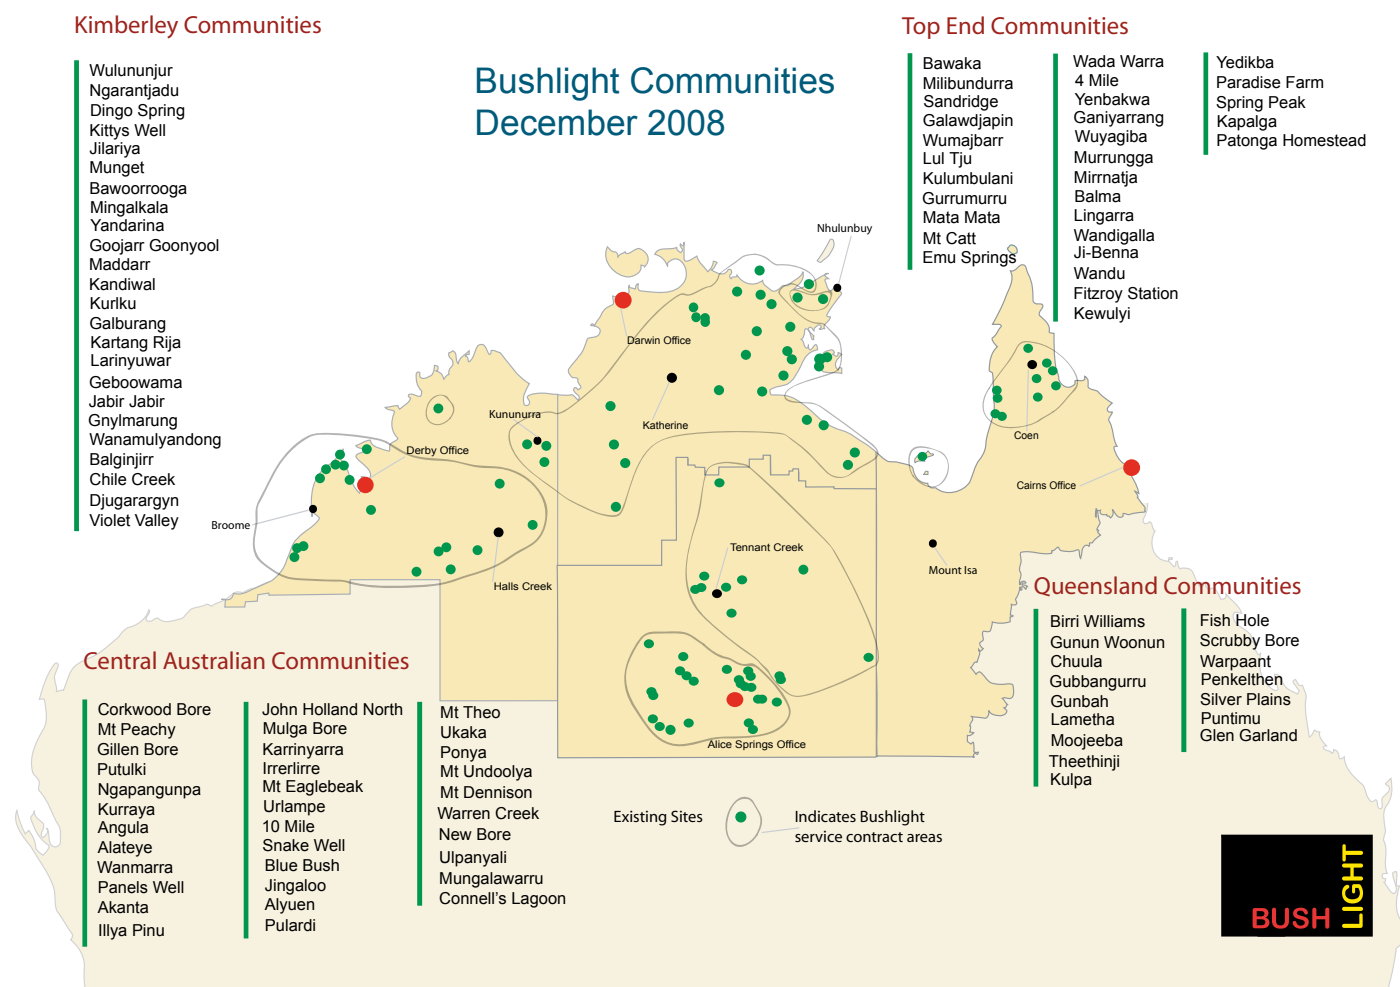 Kimberley Communities
Wulununjur
Ngarantjadu
Dingo Spring
Kittys Well
Jilariya
Munget
Bawoorrooga
Mingalkala
Yandarina
Goojarr Goonyool
Maddarr
Kandiwal
Kurlku
Galburang
Kartang Rija
Larinyuwar
Geboowama
Jabir Jabir
Gnylmarung
Wanamulyandong
Balginjirr
Chile Creek
Djugarargyn
Violet Valley
Bushlight Communities
December 2008
Top End Communities
Bawaka
Milibundurra
Sandridge
Galawdjapin
Wumajbarr
Lul Tju
Kulumbulani
Gurrumurru
Mata Mata
Mt Catt
Emu Springs
Wada Warra
4 Mile
Yenbakwa
Ganiyarrang
Wuyagiba
Murrungga
Mirrnatja
Balma
Lingarra
Wandigalla
Ji-Benna
Wandu
Fitzroy Station
Kewulyi
Yedikba
Paradise Farm
Spring Peak
Kapalga
Patonga Homestead
Nhulunbuy
Darwin Office
Katherine
Kununurra
Derby Office
Broome
Halls Creek
Coen
Cairns Office
Mount Isa
Tennant Creek
Alice Springs Office
Central Australian Communities
Corkwood Bore
Mt Peachy
Gillen Bore
Putulki
Ngapangunpa
Kurraya
Angula
Alateye
Wanmarra
Panels Well
Akanta
Illya Pinu
John Holland North
Mulga Bore
Karrinyarra
Irrerlirre
Mt Eaglebeak
Urlampe
10 Mile
Snake Well
Blue Bush
Jingaloo
Alyuen
Pulardi
Mt Theo
Ukaka
Ponya
Mt Undoolya
Mt Dennison
Warren Creek
New Bore
Ulpanyali
Mungalawarru
Connell's Lagoon
Queensland Communities
Birri Williams
Gunun Woonun
Chuula
Gubbangurru
Gunbah
Lametha
Moojeeba
Theethinji
Kulpa
Fish Hole
Scrubby Bore
Warpaant
Penkelthen
Silver Plains
Puntimu
Glen Garland
Existing Sites
Indicates Bushlight
service contract areas
BUSH
LIGHT